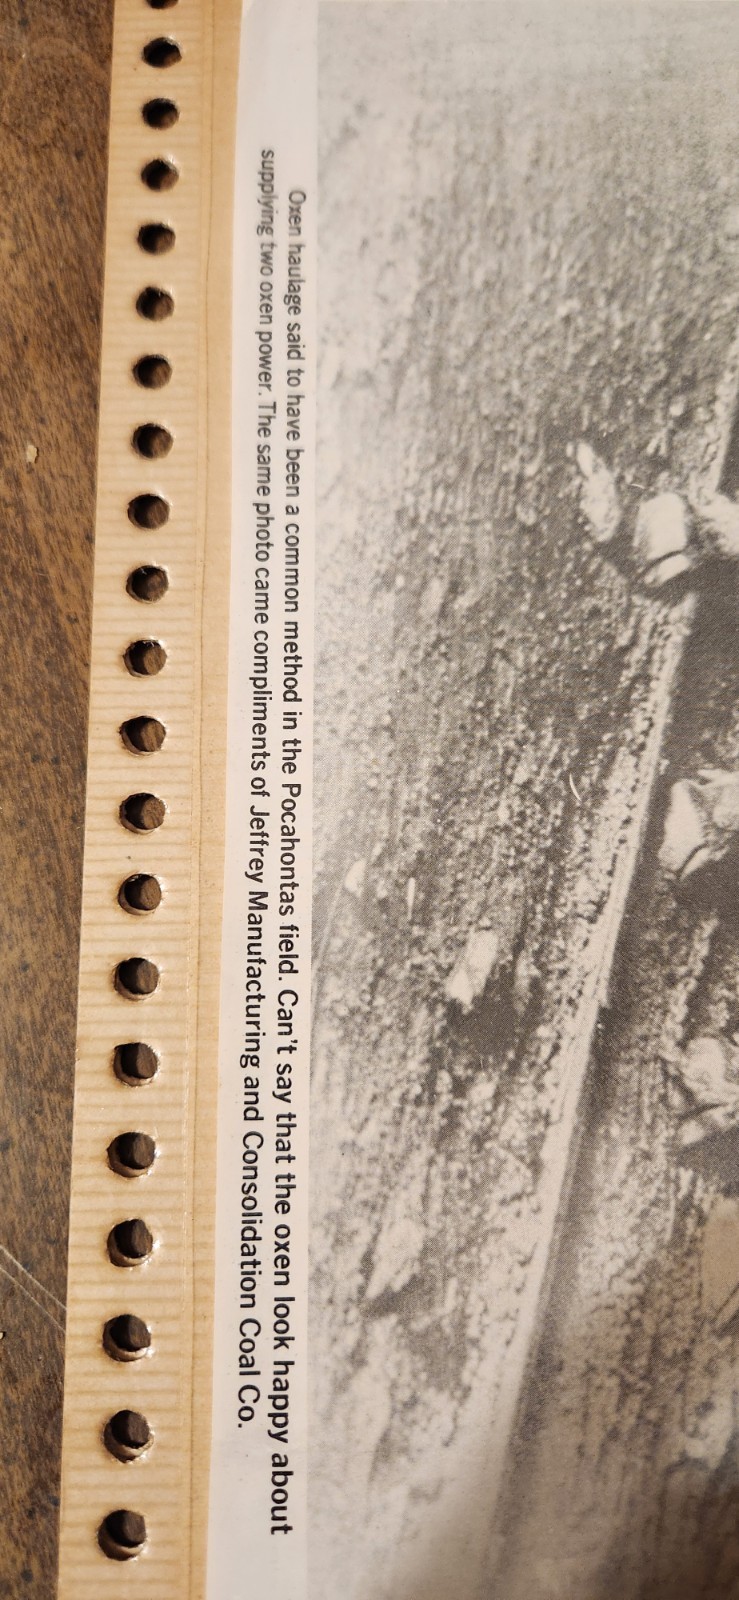 Oxen haulage said to have been a common method in the Pocahontas field. Can't say that the oxen look happy about
supplying two oxen power. The same photo came compliments of Jeffrey Manufacturing and Consolidation Coal Co.